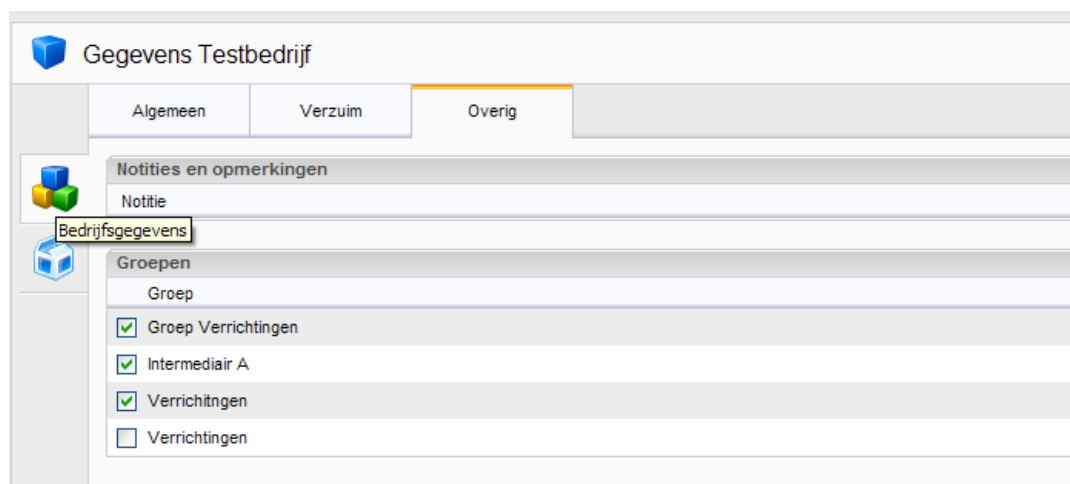 Gegevens Testbedrijf
Algemeen Verzuim Overig
Notities en opmerkingen
Notitie
Bedrijfsgegevens
Groepen
Groep
Groep Verrichtingen
Intermediair A
Verrichitngen
Verrichtingen